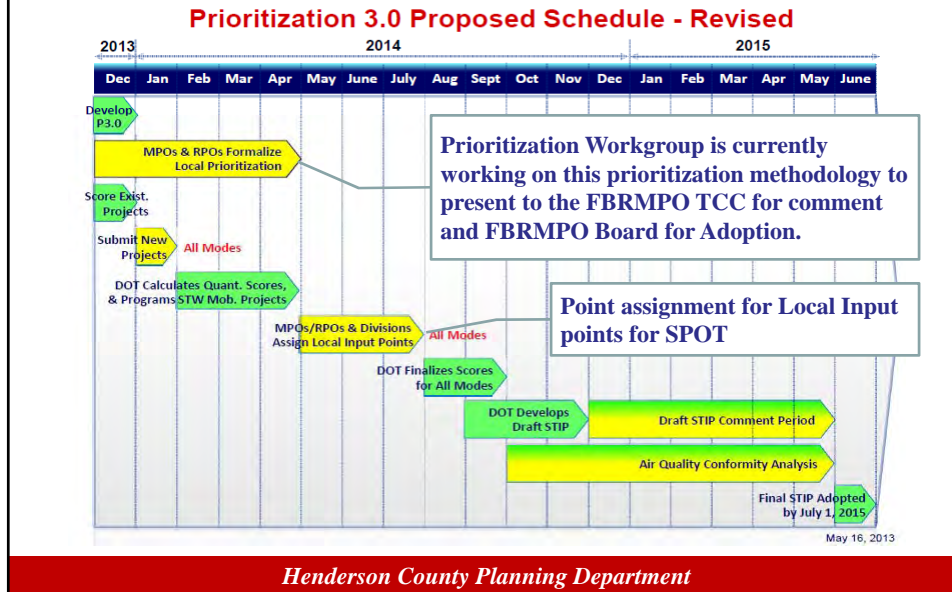 Prioritization 3.0 Proposed Schedule - Revised
2013 2014 2015
Dec Jan Feb Mar Apr May June July Aug Sept Oct Nov Dec Jan Feb Mar Apr May June
Develop
P3.0
MPOs & RPOs Formalize
Local Prioritization
Prioritization Workgroup is currently
working on this prioritization methodology to
present to the FBRMPO TCC for comment
and FBRMPO Board for Adoption.
Score Exist.
Projects
Submit New
Projects
All Modes
DOT Calculates Quant. Scores,
& Programs STW Mob. Projects
Point assignment for Local Input
points for SPOT
MPOs/RPOs & Divisions
Assign Local Input Points
All Modes
DOT Finalizes Scores
for All Modes
DOT Develops
Draft STIP
Draft STIP Comment Period
Air Quality Conformity Analysis
Final STIP Adopted
by July 1, 2015
May 16, 2013
Henderson County Planning Department